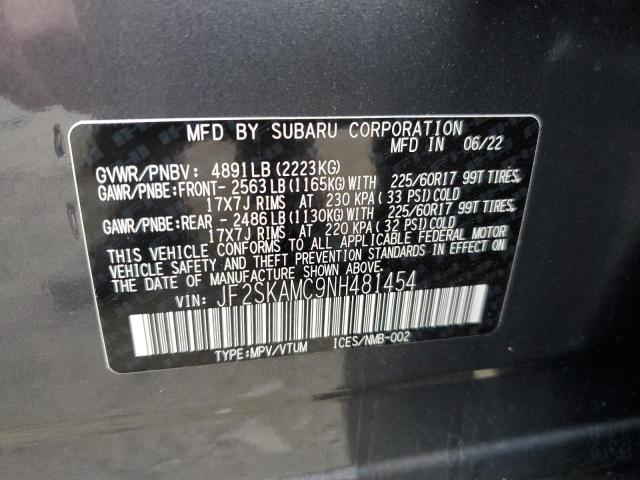 MFD BY SUBARU CORPORATION
MFD IN 06/22
GVWR/PNBV: 4891LB (2223KG)
GAWR/PNBE:FRONT- 2563LB(1165KG)WITH 225/60R17 99T TIRES,
17X7J RIMS AT 230 KPA(33 PSI)COLD
GAWR/PNBE:REAR -2486LB(1130KG)WITH 225/60R17 99T TIRES,
17X7J RIMS AT 220 KPA(32 PSI)COLD
THIS VEHICLE CONFORMS TO ALL APPLICABLE FEDERAL MOTOR
VEHICLE SAFETY AND THEFT PREVENTION STANDARDS IN EFFECT ON
THE DATE OF MANUFACTURE SHOWN ABOVE.
VIN: JF2SKAMC9NH481454
TYPE:MPV/VTUM ICES/NMB-002